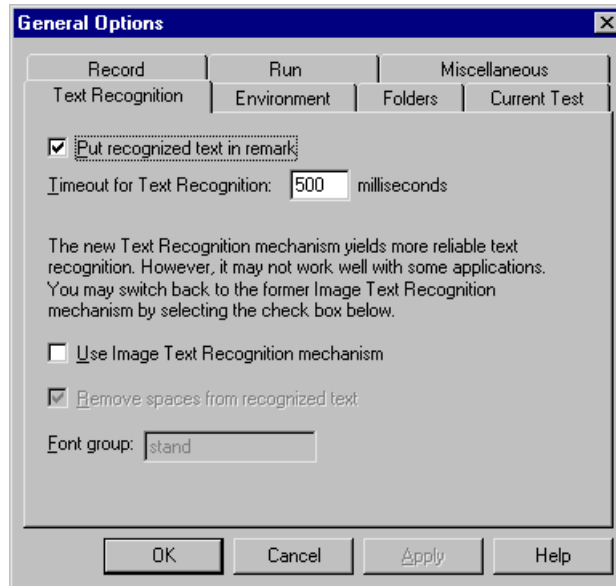 General Options
Record Run Miscellaneous
Text Recognition Environment Folders Current Test
Put recognized text in remark
Timeout for Text Recognition: 500 milliseconds
The new Text Recognition mechanism yields more reliable text
recognition. However, it may not work well with some applications.
You may switch back to the former Image Text Recognition
mechanism by selecting the check box below.
Use Image Text Recognition mechanism
Remove spaces from recognized text
Font group: stand
OK Cancel Apply Help